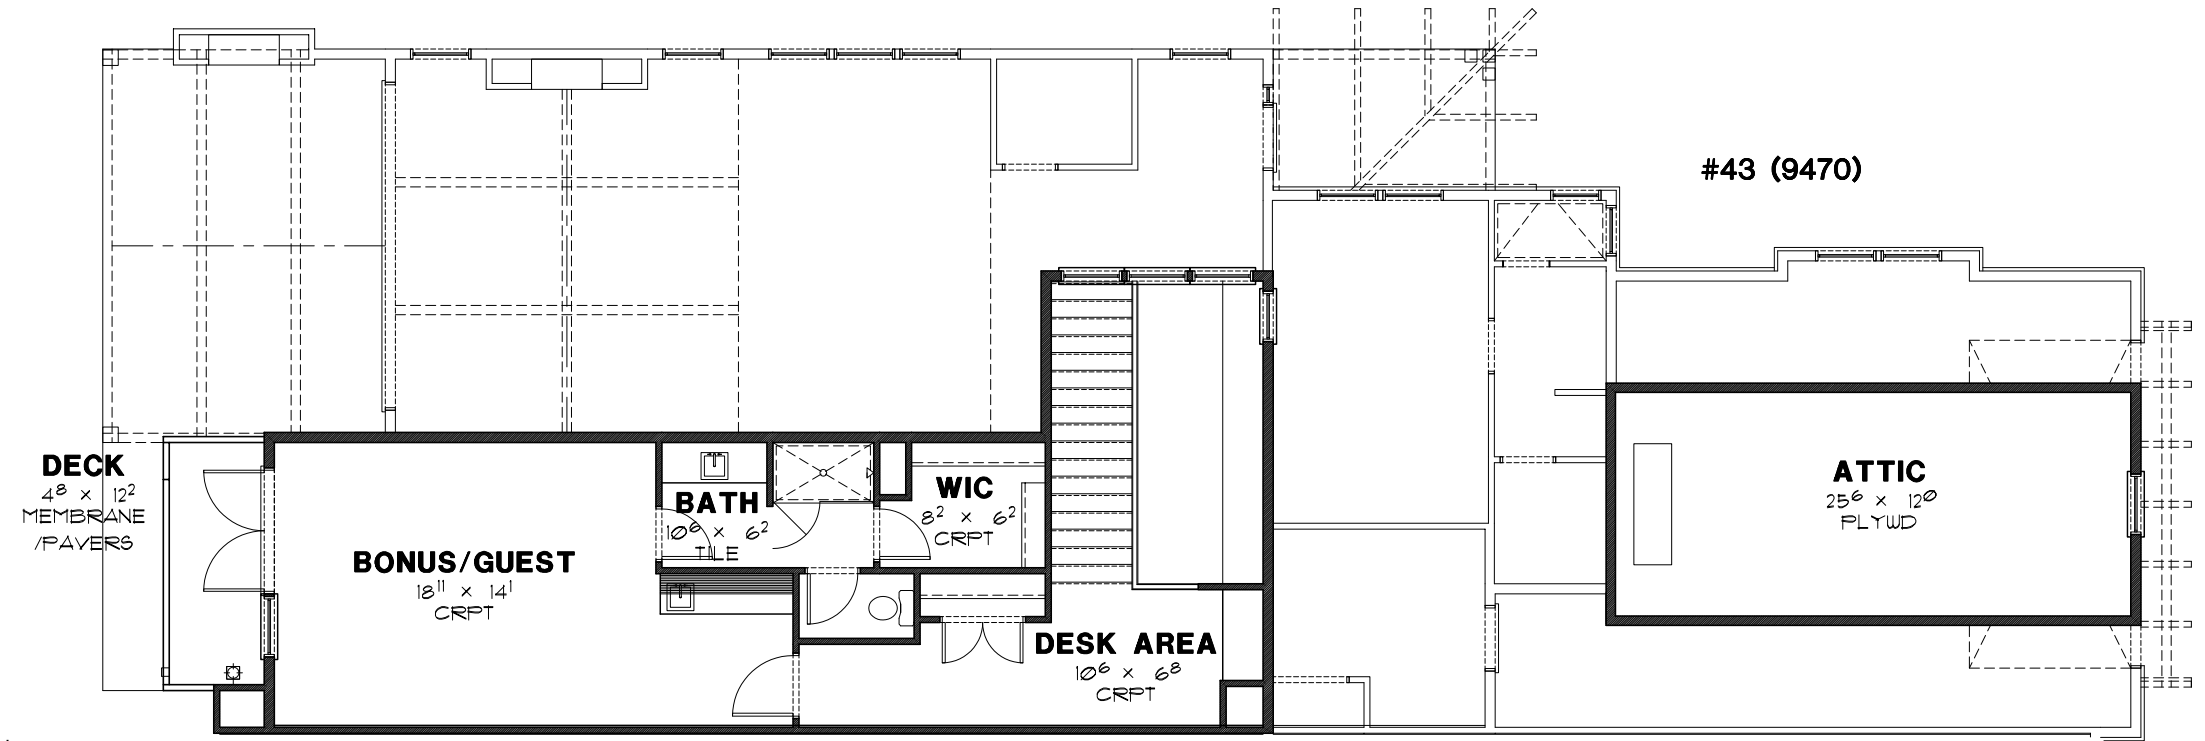 #43 (9470)
DECK
4⁸ × 12²
MEMBRANE
/PAVERS
BONUS/GUEST
18¹¹ × 14¹
CRPT
BATH
10⁶ × 6²
TILE
WIC
8² × 6²
CRPT
DESK AREA
10⁶ × 6⁸
CRPT
ATTIC
25⁶ × 12⁰
PLYWD